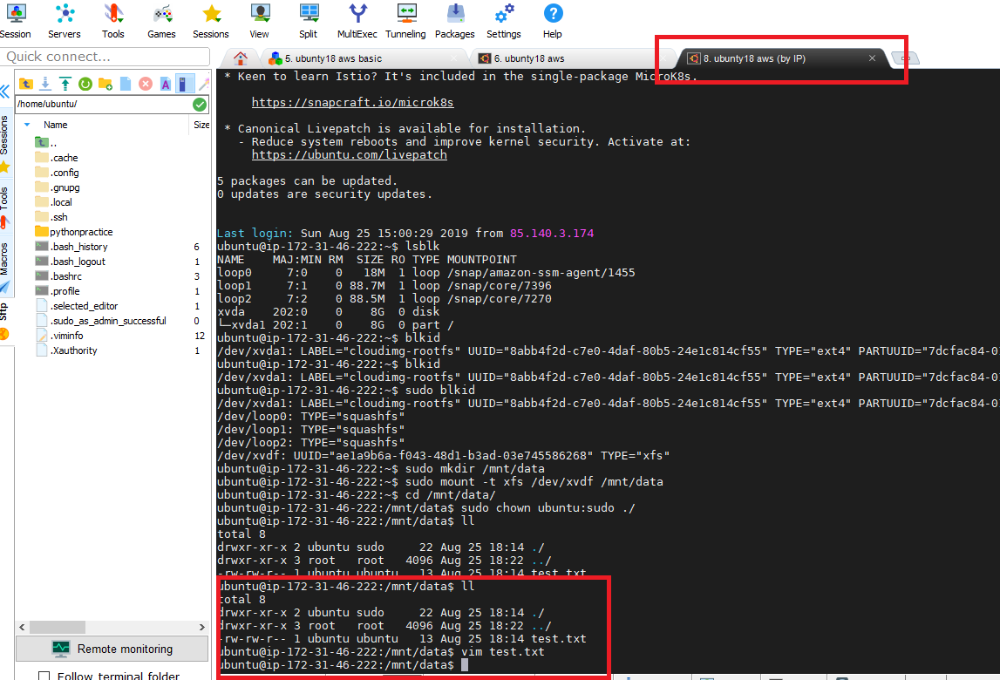 Session Servers Tools Games Sessions View Split MultiExec Tunneling Packages Settings Help
Quick connect...
5. ubunty18 aws basic
6. ubunty18 aws
8. ubunty18 aws (by IP)
/home/ubuntu/
Name Size
..
.cache
.config
.gnupg
.local
.ssh
pythonpractice
.bash_history 6
.bash_logout 1
.bashrc 3
.profile 1
.selected_editor 1
.sudo_as_admin_successful 0
.viminfo 12
.Xauthority 1
Sessions
Tools
Macros
Sftp
Remote monitoring
Follow terminal folder
* Keen to learn Istio? It's included in the single-package MicroK8s.
https://snapcraft.io/microk8s
* Canonical Livepatch is available for installation.
- Reduce system reboots and improve kernel security. Activate at:
https://ubuntu.com/livepatch
5 packages can be updated.
0 updates are security updates.
Last login: Sun Aug 25 15:00:29 2019 from 85.140.3.174
ubuntu@ip-172-31-46-222:~$ lsblk
NAME MAJ:MIN RM SIZE RO TYPE MOUNTPOINT
loop0 7:0 0 18M 1 loop /snap/amazon-ssm-agent/1455
loop1 7:1 0 88.7M 1 loop /snap/core/7396
loop2 7:2 0 88.5M 1 loop /snap/core/7270
xvda 202:0 0 8G 0 disk
└─xvda1 202:1 0 8G 0 part /
ubuntu@ip-172-31-46-222:~$ blkid
/dev/xvda1: LABEL="cloudimg-rootfs" UUID="8abb4f2d-c7e0-4daf-80b5-24e1c814cf55" TYPE="ext4" PARTUUID="7dcfac84-0
ubuntu@ip-172-31-46-222:~$ blkid
/dev/xvda1: LABEL="cloudimg-rootfs" UUID="8abb4f2d-c7e0-4daf-80b5-24e1c814cf55" TYPE="ext4" PARTUUID="7dcfac84-0
ubuntu@ip-172-31-46-222:~$ sudo blkid
/dev/xvda1: LABEL="cloudimg-rootfs" UUID="8abb4f2d-c7e0-4daf-80b5-24e1c814cf55" TYPE="ext4" PARTUUID="7dcfac84-0
/dev/loop0: TYPE="squashfs"
/dev/loop1: TYPE="squashfs"
/dev/loop2: TYPE="squashfs"
/dev/xvdf: UUID="ae1a9b6a-f043-48d1-b3ad-03e745586268" TYPE="xfs"
ubuntu@ip-172-31-46-222:~$ sudo mkdir /mnt/data
ubuntu@ip-172-31-46-222:~$ sudo mount -t xfs /dev/xvdf /mnt/data
ubuntu@ip-172-31-46-222:~$ cd /mnt/data/
ubuntu@ip-172-31-46-222:/mnt/data$ sudo chown ubuntu:sudo ./
ubuntu@ip-172-31-46-222:/mnt/data$ ll
total 8
drwxr-xr-x 2 ubuntu sudo 22 Aug 25 18:14 ./
drwxr-xr-x 3 root root 4096 Aug 25 18:22 ../
-rw-rw-r-- 1 ubuntu ubuntu 13 Aug 25 18:14 test.txt
ubuntu@ip-172-31-46-222:/mnt/data$ ll
total 8
drwxr-xr-x 2 ubuntu sudo 22 Aug 25 18:14 ./
drwxr-xr-x 3 root root 4096 Aug 25 18:22 ../
-rw-rw-r-- 1 ubuntu ubuntu 13 Aug 25 18:14 test.txt
ubuntu@ip-172-31-46-222:/mnt/data$ vim test.txt
ubuntu@ip-172-31-46-222:/mnt/data$